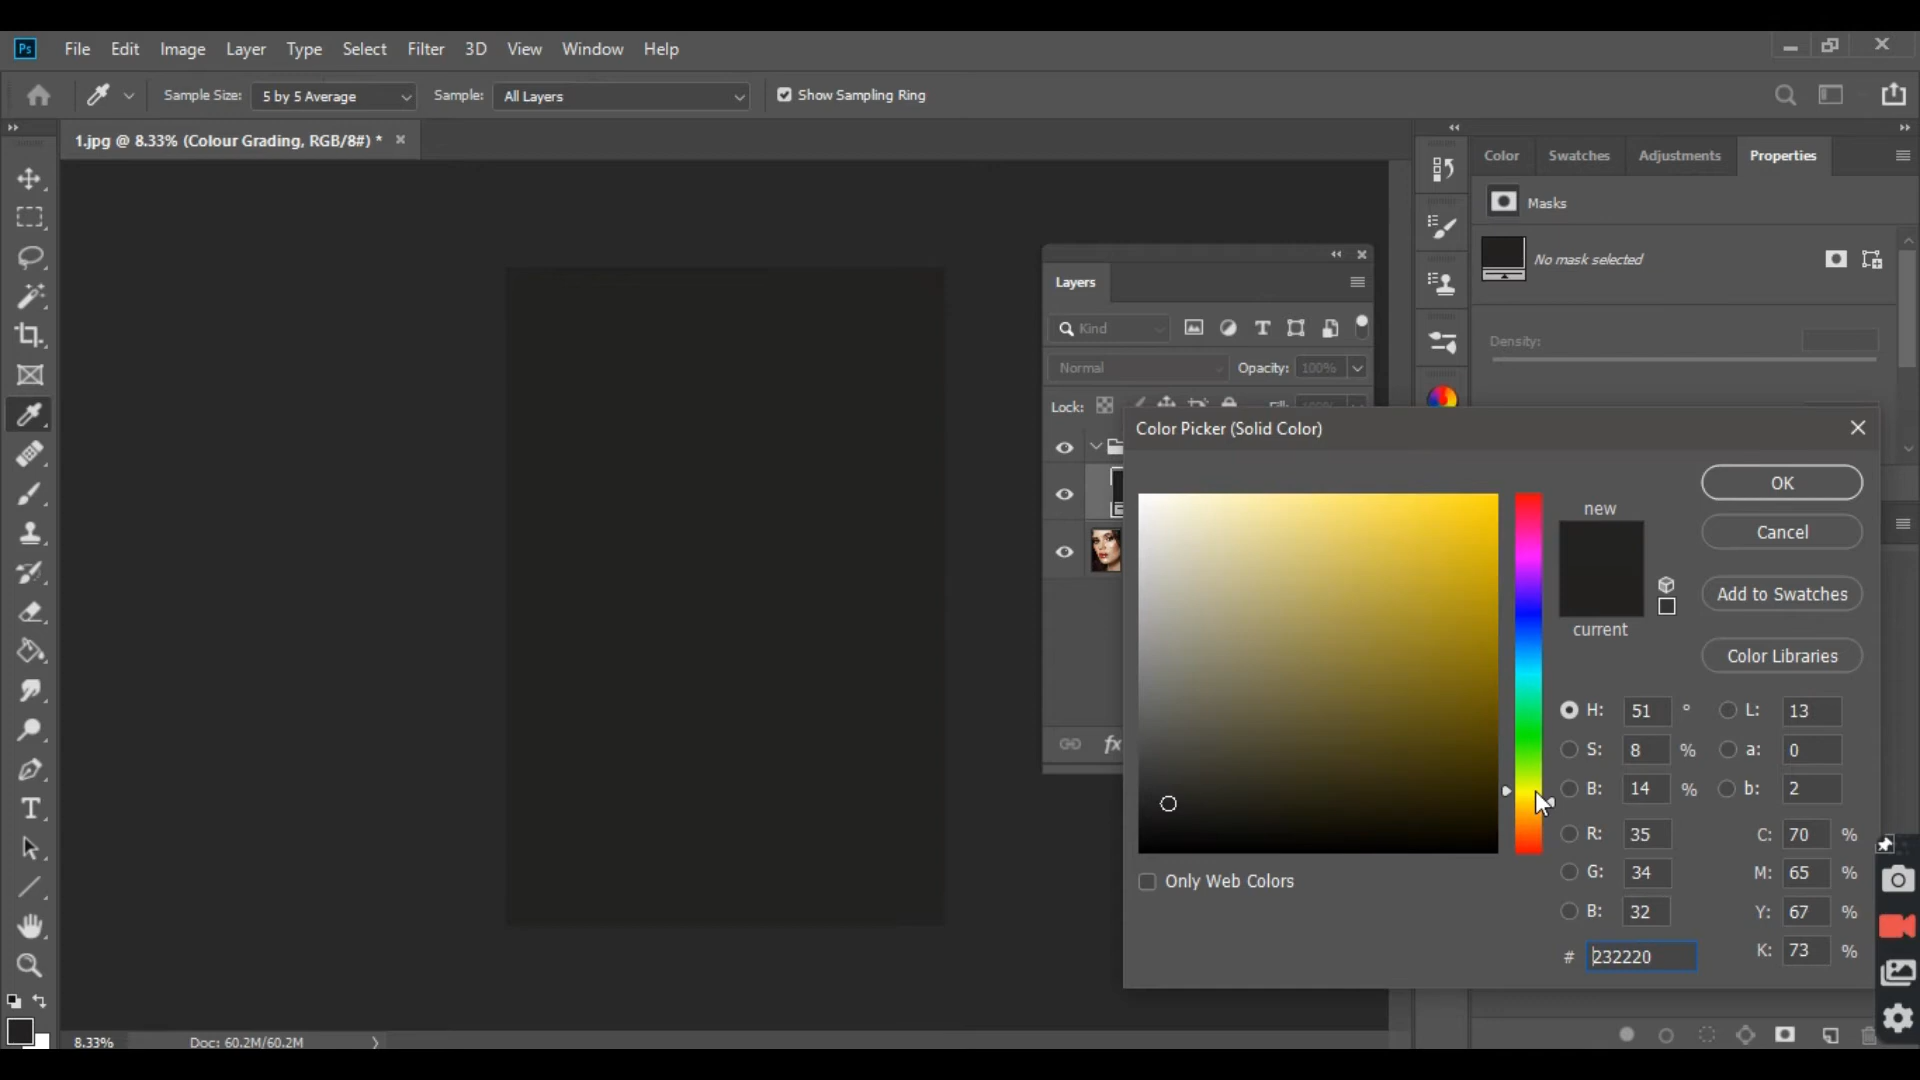 Ps File Edit Image Layer Type Select Filter 3D View Window Help
Sample Size: 5 by 5 Average Sample: All Layers Show Sampling Ring
1.jpg @ 8.33% (Colour Grading, RGB/8#) *
Color Swatches Adjustments Properties
Masks
No mask selected
Density:
Layers
Kind
Normal Opacity: 100%
Lock: Fill: 100%
fx
Color Picker (Solid Color)
new
current
OK
Cancel
Add to Swatches
Color Libraries
H: 51 ° L: 13
S: 8 % a: 0
B: 14 % b: 2
R: 35 C: 70 %
G: 34 M: 65 %
B: 32 Y: 67 %
# 232220 K: 73 %
Only Web Colors
8.33% Doc: 60.2M/60.2M